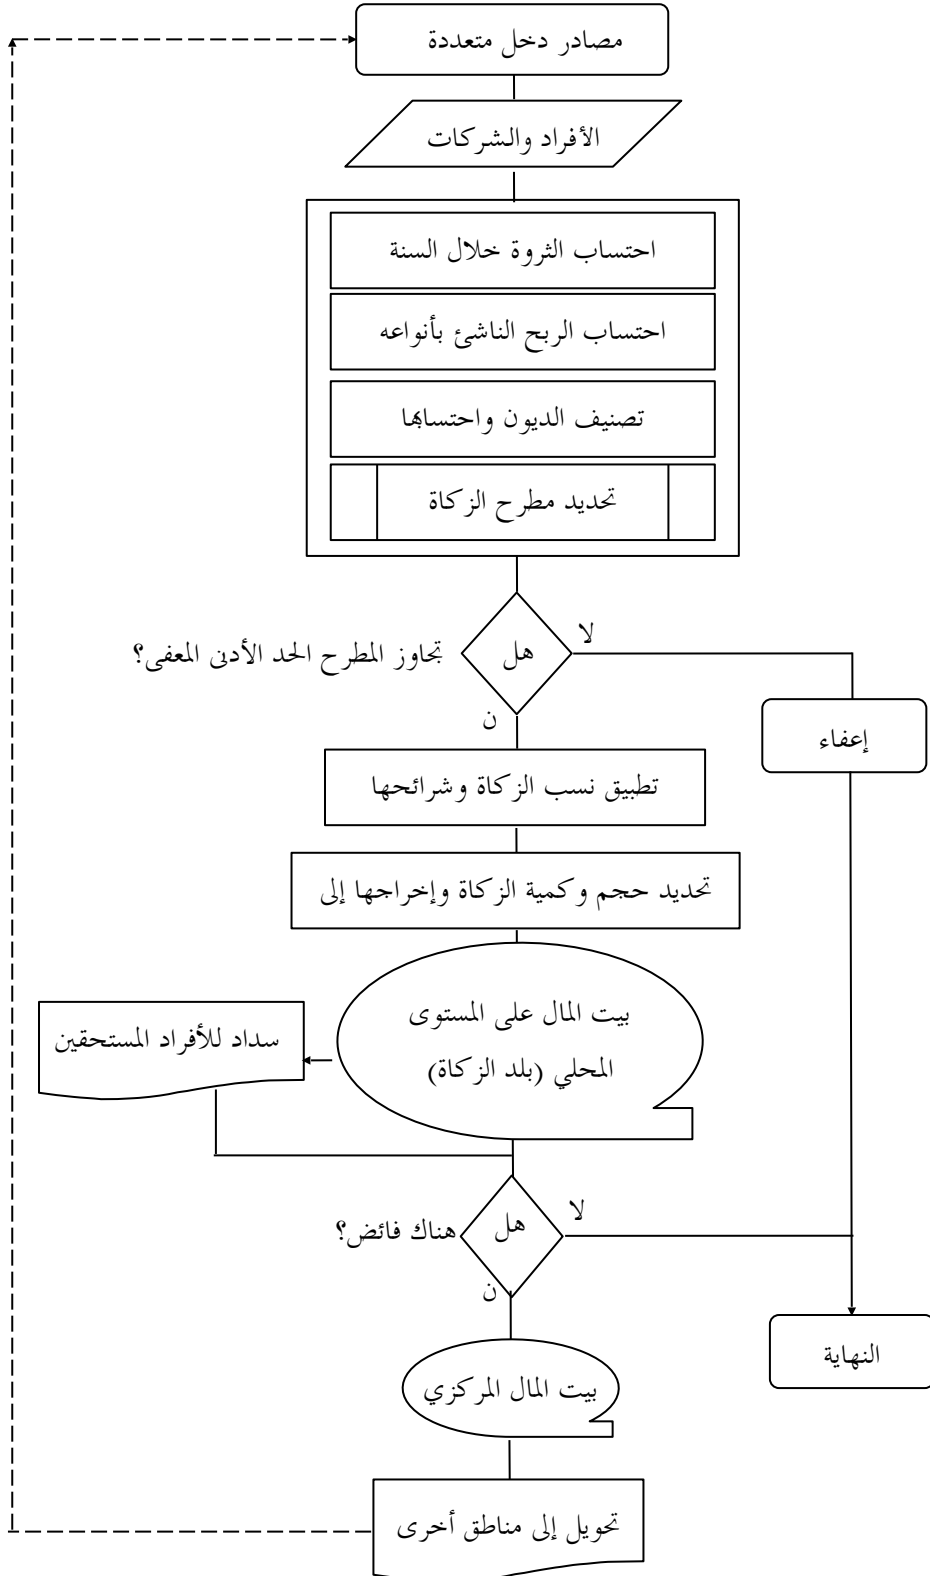 مصادر دخل متعددة
الأفراد والشركات
احتساب الثروة خلال السنة
احتساب الربح الناشئ بأنواعه
تصنيف الديون واحتسابها
تحديد مطرح الزكاة
هل
تجاوز المطرح الحد الأدنى المعفى؟
لا
ن
إعفاء
تطبيق نسب الزكاة وشرائحها
تحديد حجم وكمية الزكاة وإخراجها إلى
بيت المال على المستوى
المحلي (بلد الزكاة)
سداد للأفراد المستحقين
هل
هناك فائض؟
لا
ن
النهاية
بيت المال المركزي
تحويل إلى مناطق أخرى